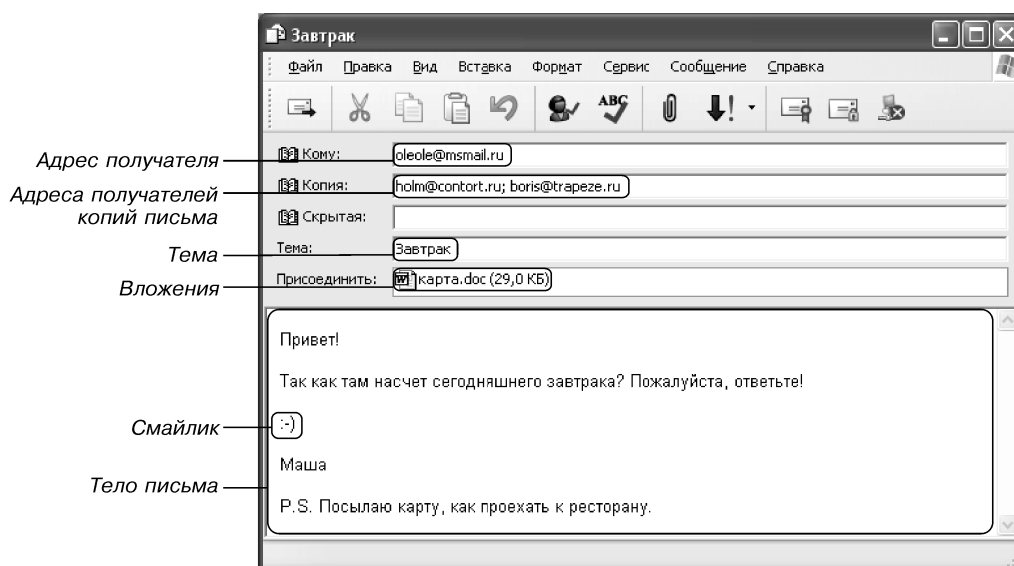 Завтрак
Файл Правка Вид Вставка Формат Сервис Сообщение Справка
ABC
Адрес получателя
Кому: oleole@msmail.ru
Адреса получателей
копий письма
Копия: holm@contort.ru; boris@trapeze.ru
Скрытая:
Тема
Тема: Завтрак
Вложения
Присоединить: карта.doc (29,0 КБ)
Привет!
Так как там насчет сегодняшнего завтрака? Пожалуйста, ответьте!
Смайлик
:-)
Маша
Тело письма
P.S. Посылаю карту, как проехать к ресторану.